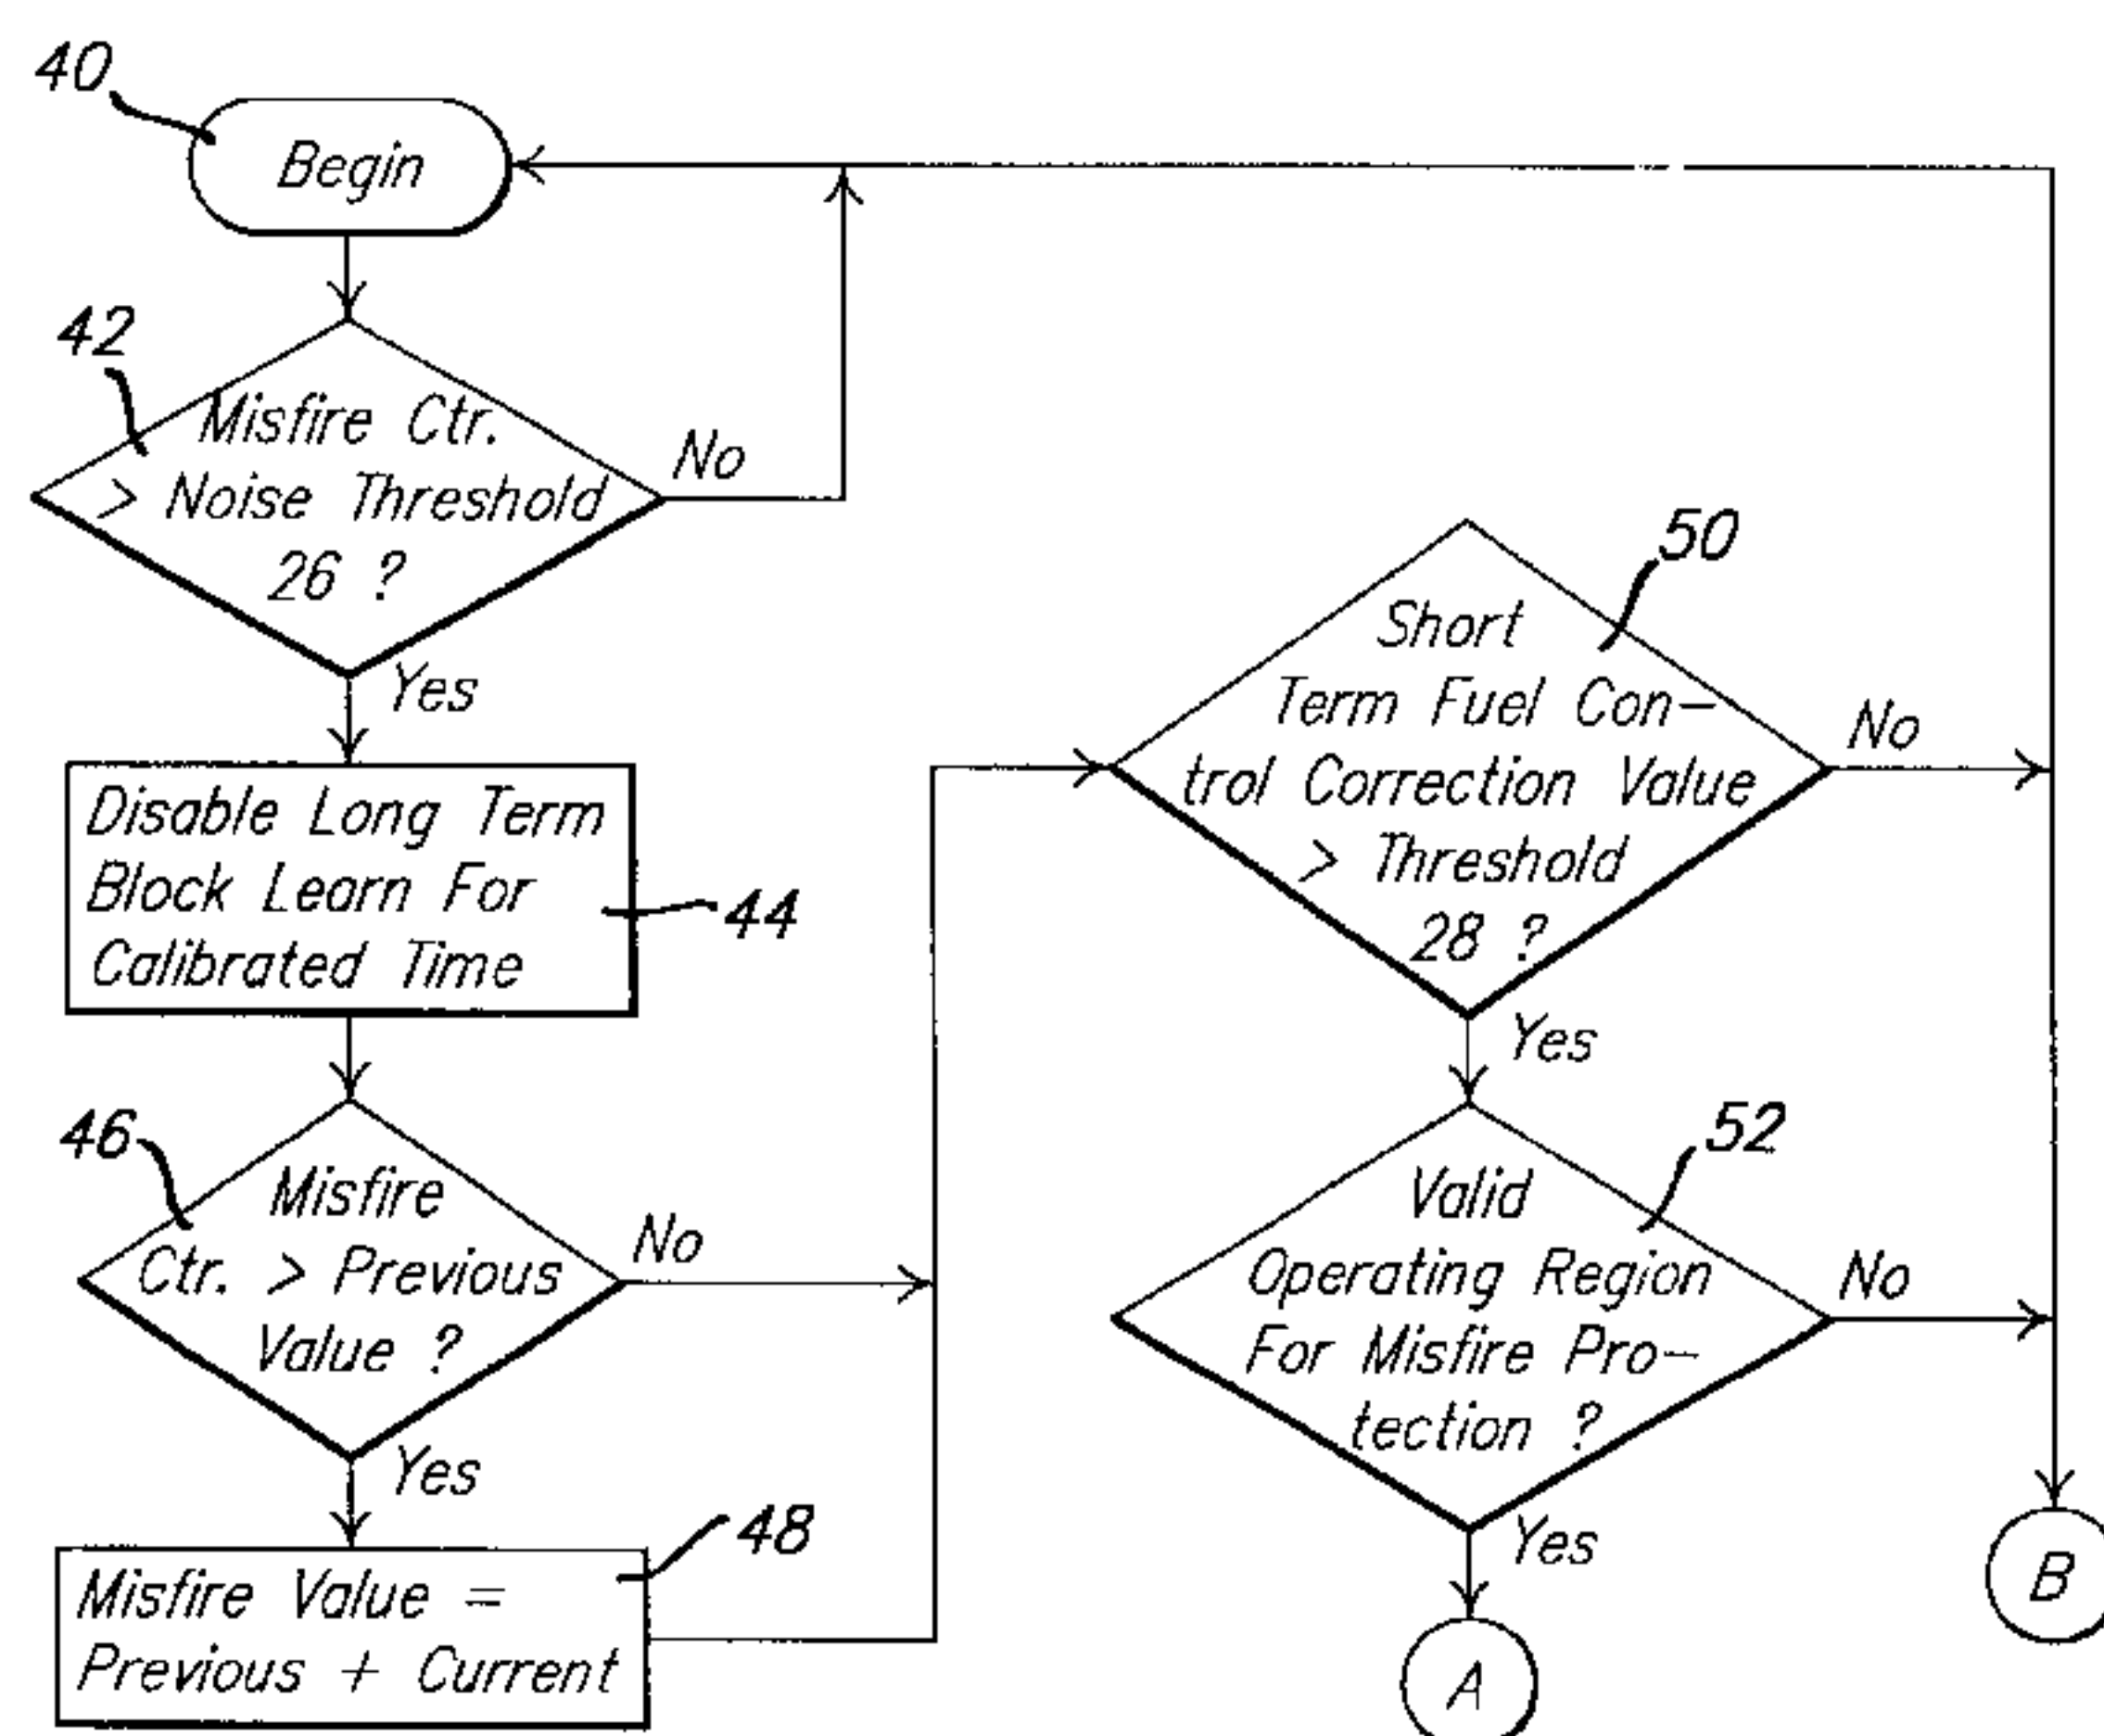 40
Begin
42
Misfire Ctr.
> Noise Threshold
26 ?
No
Yes
Disable Long Term
Block Learn For
Calibrated Time
44
46
Misfire
Ctr. > Previous
Value ?
No
Yes
48
Misfire Value =
Previous + Current
50
Short
Term Fuel Con-
trol Correction Value
> Threshold
28 ?
No
Yes
52
Valid
Operating Region
For Misfire Pro-
tection ?
No
Yes
A
B